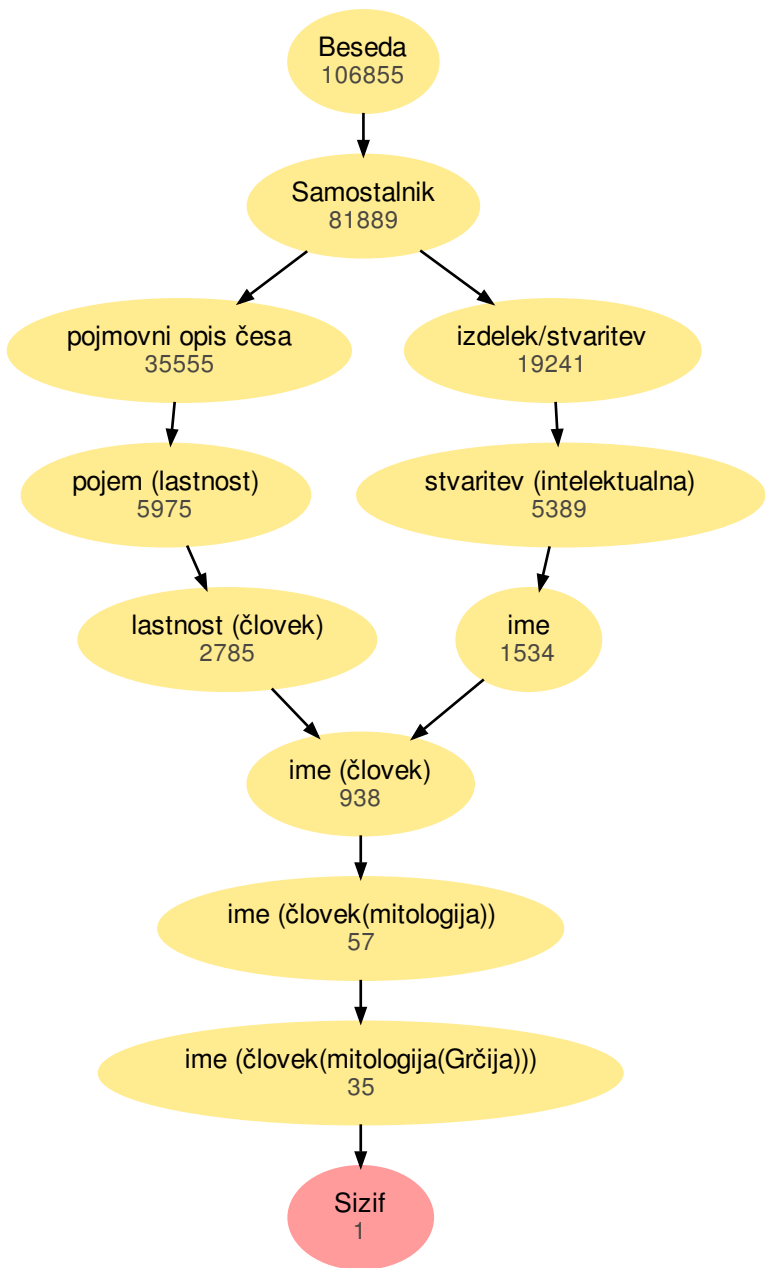 Beseda
106855
Samostalnik
81889
pojmovni opis česa
35555
izdelek/stvaritev
19241
pojem (lastnost)
5975
stvaritev (intelektualna)
5389
lastnost (človek)
2785
ime
1534
ime (človek)
938
ime (človek(mitologija))
57
ime (človek(mitologija(Grčija)))
35
Sizif
1